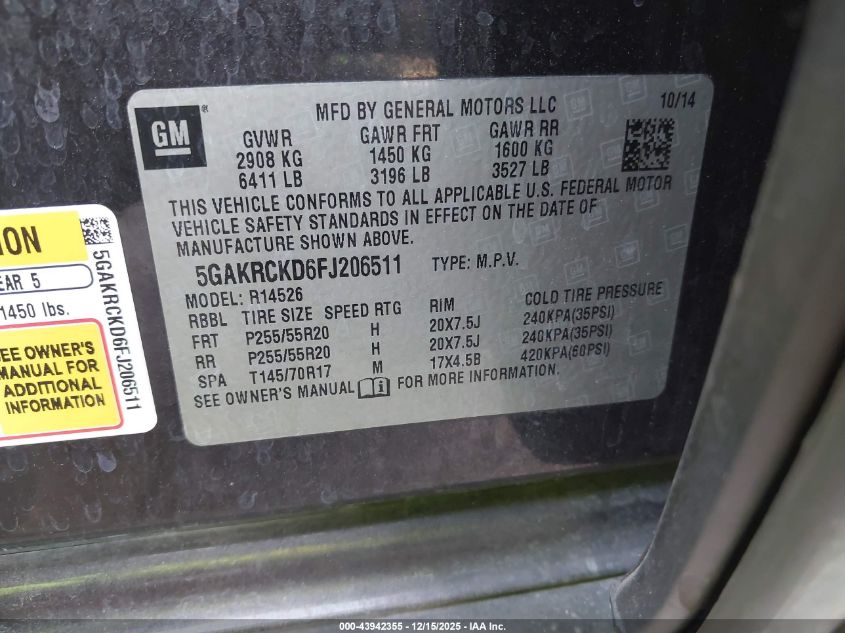 MFD BY GENERAL MOTORS LLC 10/14
GM
GVWR GAWR FRT GAWR RR
2908 KG 1450 KG 1600 KG
6411 LB 3196 LB 3527 LB
THIS VEHICLE CONFORMS TO ALL APPLICABLE U.S. FEDERAL MOTOR
VEHICLE SAFETY STANDARDS IN EFFECT ON THE DATE OF
MANUFACTURE SHOWN ABOVE.
5GAKRCKD6FJ206511 TYPE: M.P.V.
MODEL: R14526
RBBL TIRE SIZE SPEED RTG RIM COLD TIRE PRESSURE
FRT P255/55R20 H 20X7.5J 240KPA(35PSI)
RR P255/55R20 H 20X7.5J 240KPA(35PSI)
SPA T145/70R17 M 17X4.5B 420KPA(60PSI)
SEE OWNER'S MANUAL FOR MORE INFORMATION.
ION
EAR 5
1450 lbs.
SEE OWNER'S
MANUAL FOR
ADDITIONAL
INFORMATION
5GAKRCKD6FJ206511
000-43942355 - 12/15/2025 - IAA Inc.